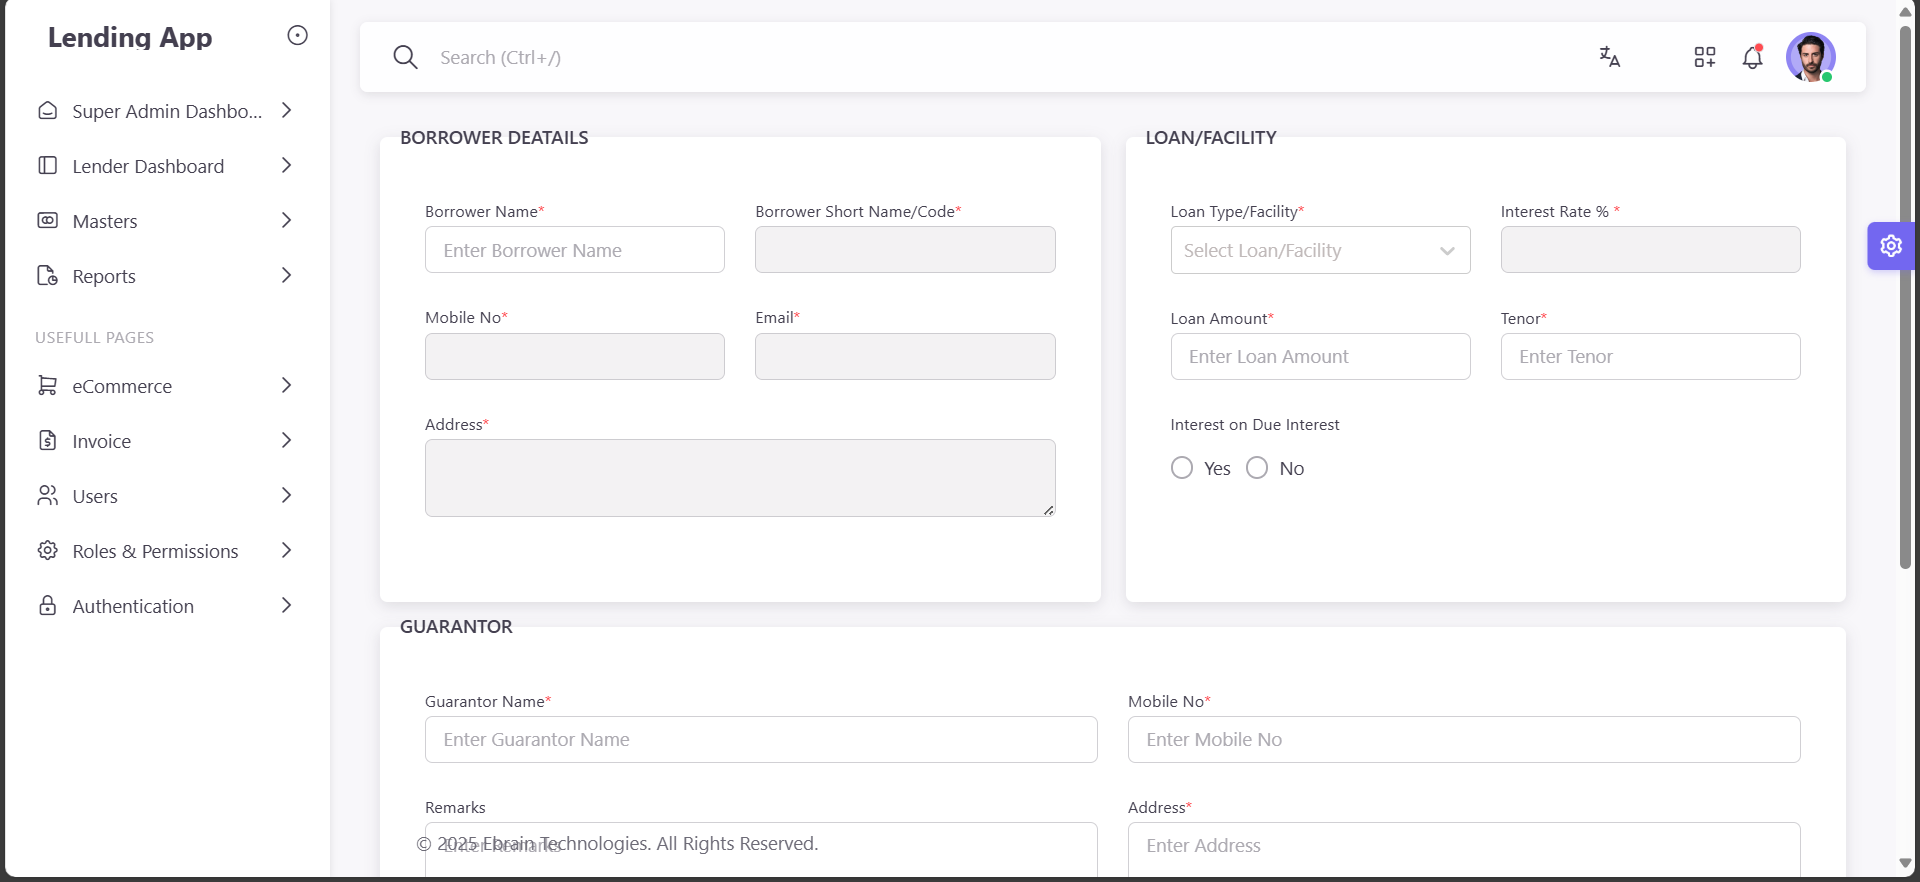 Lending App
Search (Ctrl+/)
Super Admin Dashbo...
Lender Dashboard
Masters
Reports
USEFULL PAGES
eCommerce
Invoice
Users
Roles & Permissions
Authentication
BORROWER DEATAILS
Borrower Name*
Enter Borrower Name
Borrower Short Name/Code*
Mobile No*
Email*
Address*
LOAN/FACILITY
Loan Type/Facility*
Select Loan/Facility
Interest Rate % *
Loan Amount*
Enter Loan Amount
Tenor*
Enter Tenor
Interest on Due Interest
Yes No
GUARANTOR
Guarantor Name*
Enter Guarantor Name
Mobile No*
Enter Mobile No
Remarks
Enter Remarks
Address*
Enter Address
© 2025 Ebrain Technologies. All Rights Reserved.